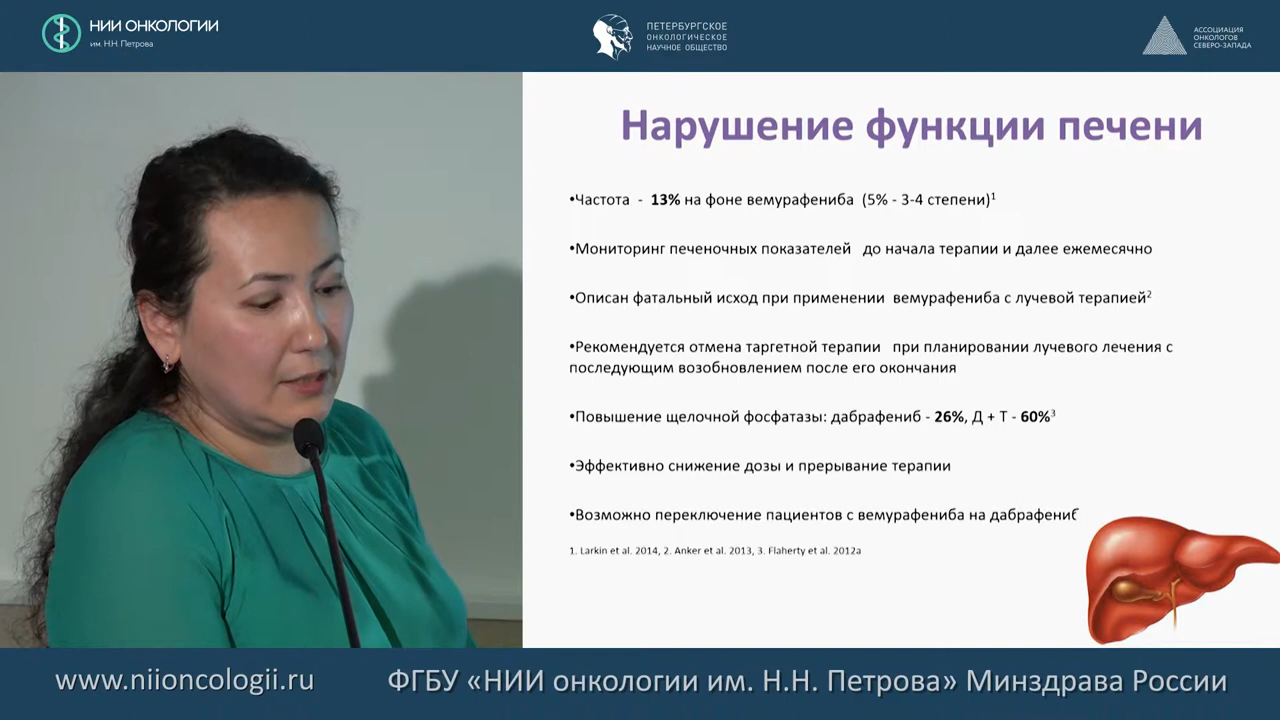 НИИ ОНКОЛОГИИ
им. Н.Н. Петрова
ПЕТЕРБУРГСКОЕ
ОНКОЛОГИЧЕСКОЕ
НАУЧНОЕ ОБЩЕСТВО
АССОЦИАЦИЯ
ОНКОЛОГОВ
СЕВЕРО-ЗАПАДА
Нарушение функции печени
•Частота - 13% на фоне вемурафениба (5% - 3-4 степени)¹
•Мониторинг печеночных показателей до начала терапии и далее ежемесячно
•Описан фатальный исход при применении вемурафениба с лучевой терапией²
•Рекомендуется отмена таргетной терапии при планировании лучевого лечения с
последующим возобновлением после его окончания
•Повышение щелочной фосфатазы: дабрафениб - 26%, Д + Т - 60%³
•Эффективно снижение дозы и прерывание терапии
•Возможно переключение пациентов с вемурафениба на дабрафениб
1. Larkin et al. 2014, 2. Anker et al. 2013, 3. Flaherty et al. 2012a
www.niioncologii.ru
ФГБУ «НИИ онкологии им. Н.Н. Петрова» Минздрава России